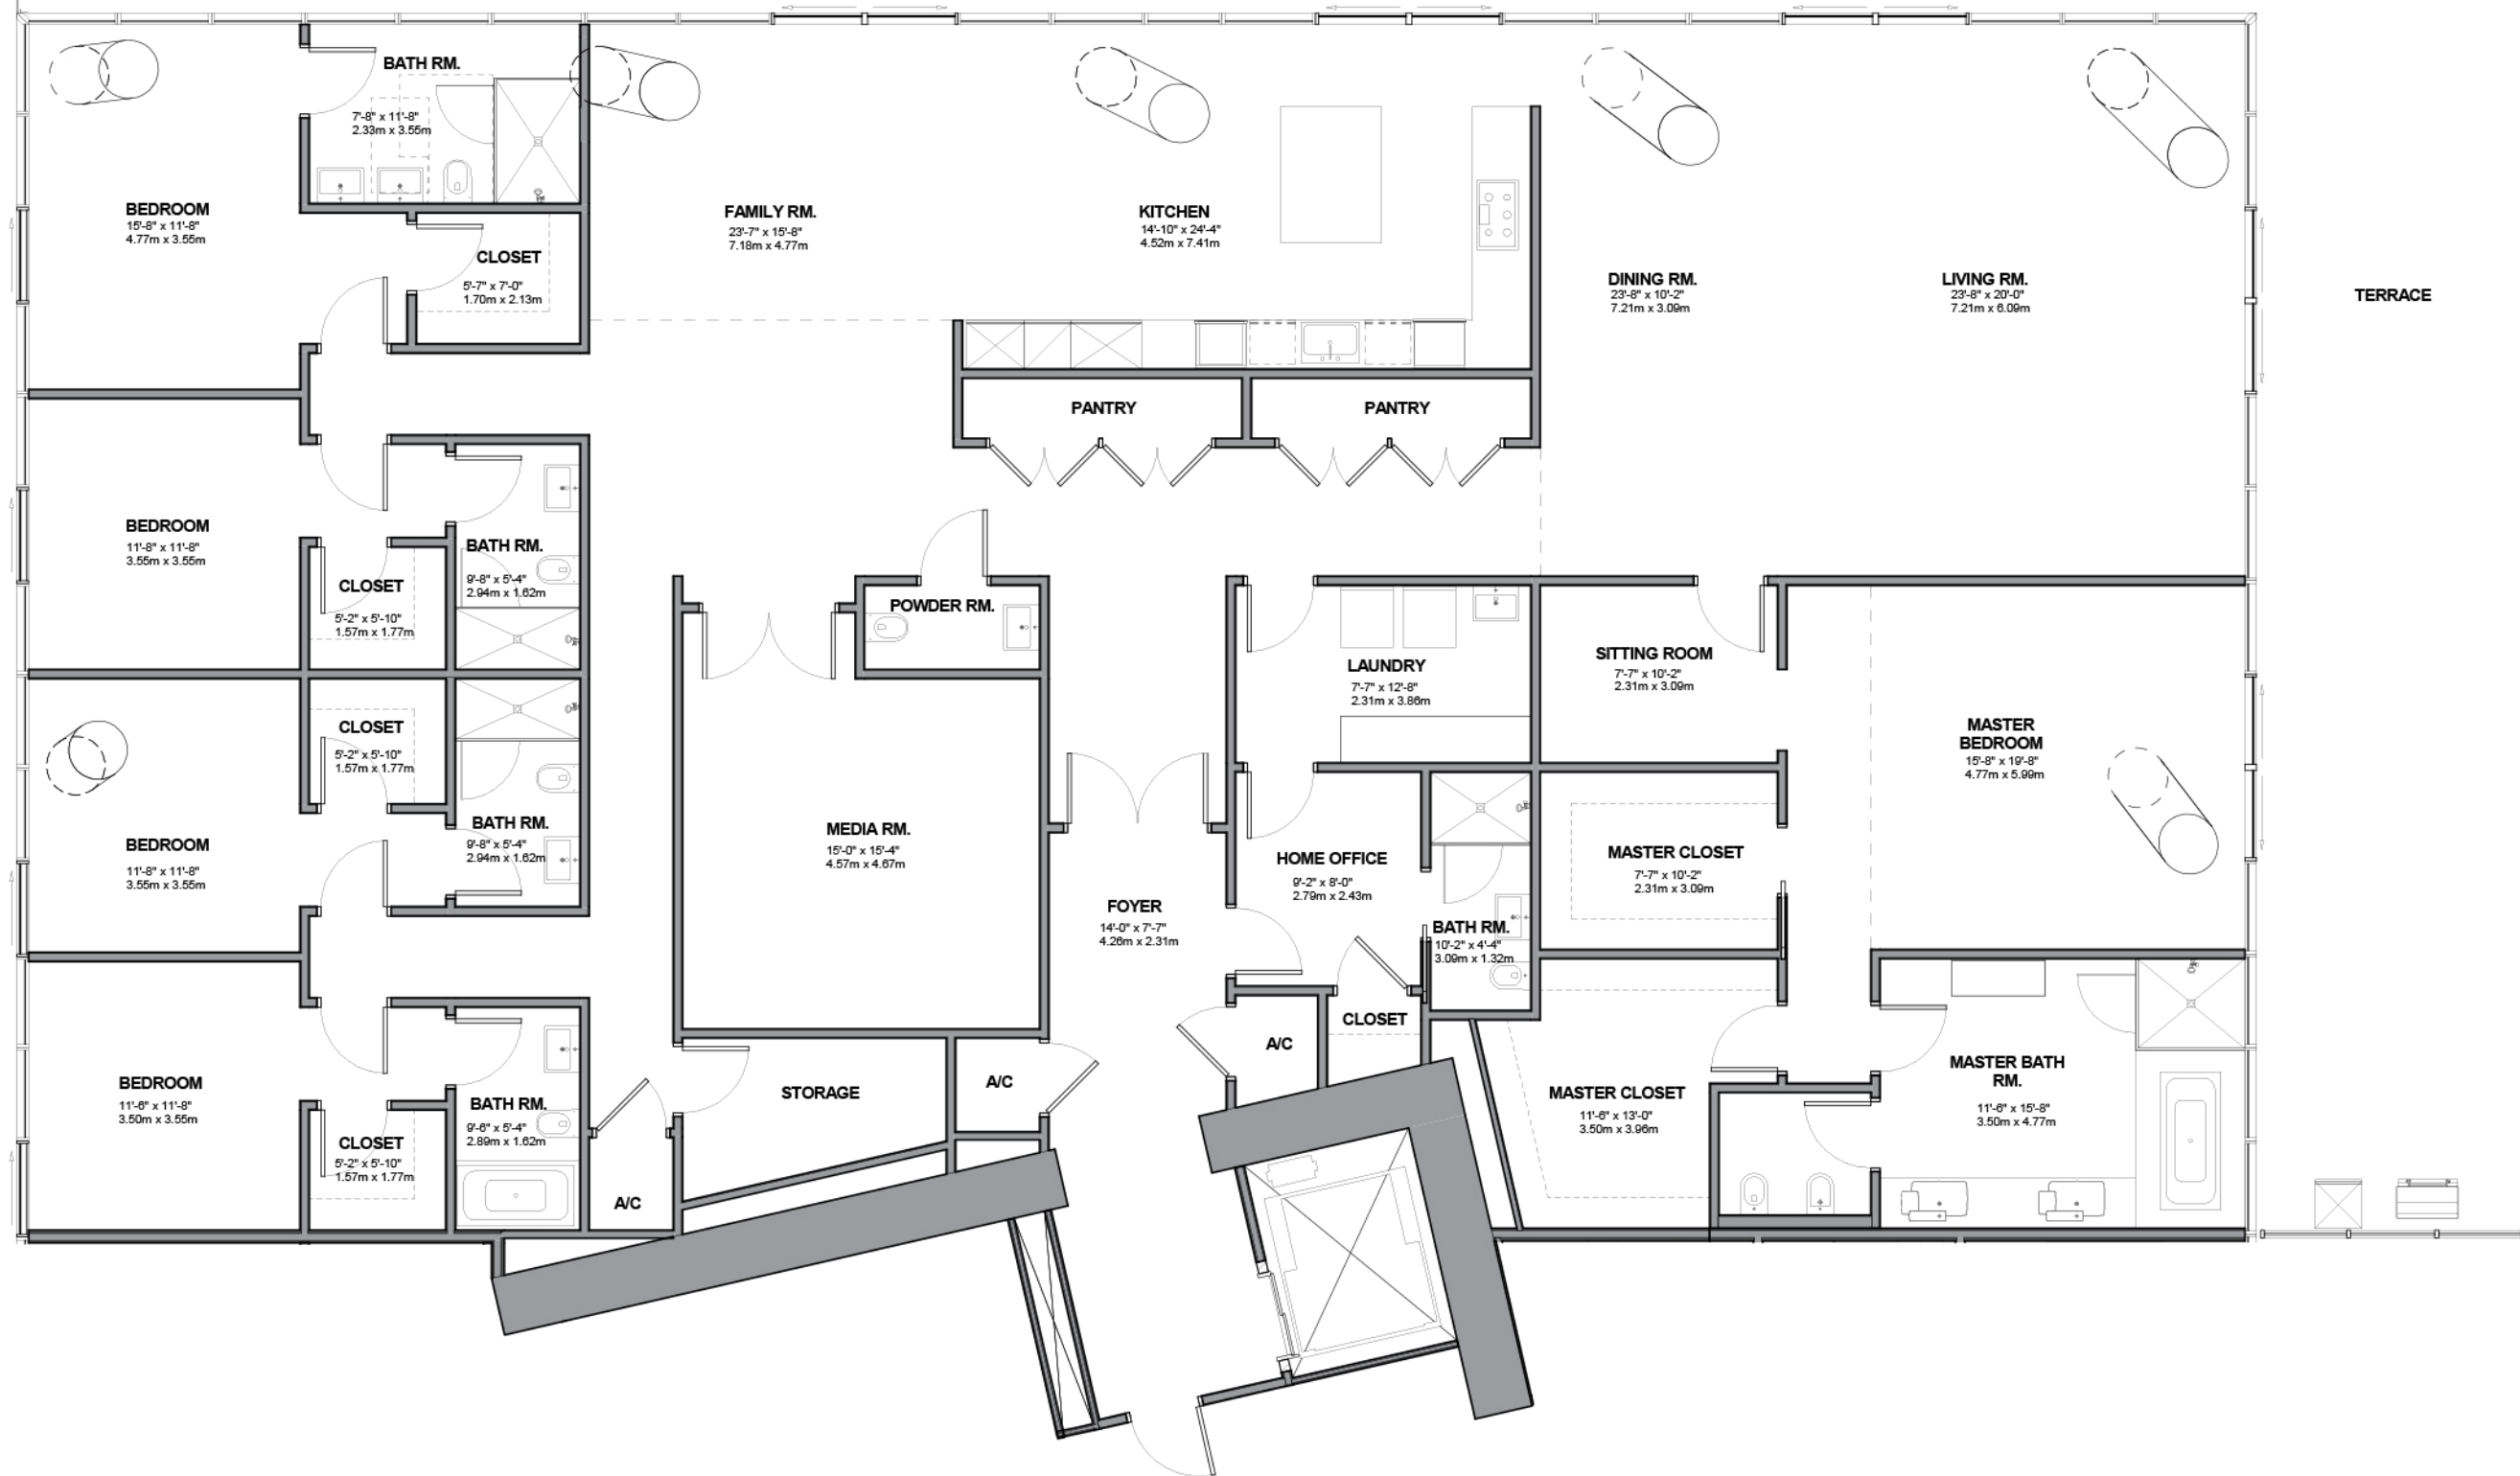 BATH RM.
7'-8" x 11'-8"
2.33m x 3.55m
BEDROOM
15'-8" x 11'-8"
4.77m x 3.55m
CLOSET
5'-7" x 7'-0"
1.70m x 2.13m
FAMILY RM.
23'-7" x 15'-8"
7.18m x 4.77m
KITCHEN
14'-10" x 24'-4"
4.52m x 7.41m
DINING RM.
23'-8" x 10'-2"
7.21m x 3.09m
LIVING RM.
23'-8" x 20'-0"
7.21m x 6.09m
TERRACE
PANTRY
PANTRY
BEDROOM
11'-8" x 11'-8"
3.55m x 3.55m
BATH RM.
9'-8" x 5'-4"
2.94m x 1.62m
CLOSET
5'-2" x 5'-10"
1.57m x 1.77m
POWDER RM.
LAUNDRY
7'-7" x 12'-8"
2.31m x 3.86m
SITTING ROOM
7'-7" x 10'-2"
2.31m x 3.09m
MASTER
BEDROOM
15'-8" x 19'-8"
4.77m x 5.99m
CLOSET
5'-2" x 5'-10"
1.57m x 1.77m
BATH RM.
9'-8" x 5'-4"
2.94m x 1.62m
BEDROOM
11'-8" x 11'-8"
3.55m x 3.55m
MEDIA RM.
15'-0" x 15'-4"
4.57m x 4.67m
HOME OFFICE
9'-2" x 8'-0"
2.79m x 2.43m
MASTER CLOSET
7'-7" x 10'-2"
2.31m x 3.09m
FOYER
14'-0" x 7'-7"
4.26m x 2.31m
BATH RM.
10'-2" x 4'-4"
3.09m x 1.32m
CLOSET
A/C
A/C
STORAGE
BEDROOM
11'-6" x 11'-8"
3.50m x 3.55m
BATH RM.
9'-6" x 5'-4"
2.89m x 1.62m
CLOSET
5'-2" x 5'-10"
1.57m x 1.77m
A/C
MASTER CLOSET
11'-6" x 13'-0"
3.50m x 3.96m
MASTER BATH
RM.
11'-6" x 15'-8"
3.50m x 4.77m